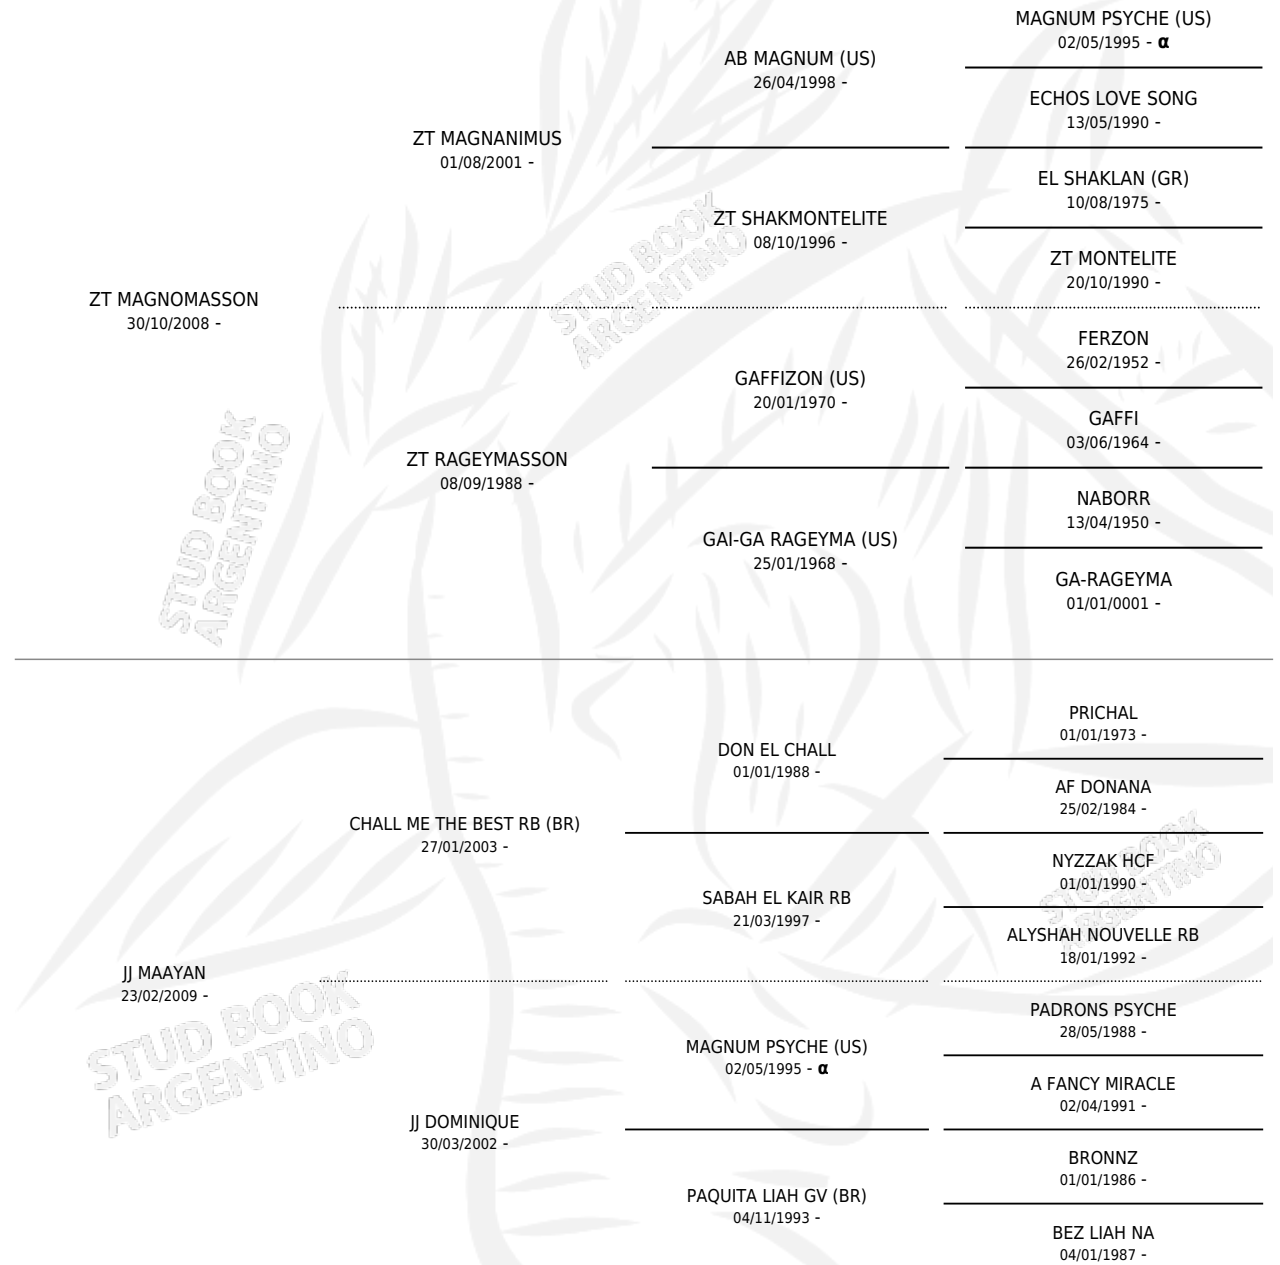 MAGNUM PSYCHE (US)
02/05/1995 - α
AB MAGNUM (US)
26/04/1998 -
ECHOS LOVE SONG
13/05/1990 -
ZT MAGNANIMUS
01/08/2001 -
EL SHAKLAN (GR)
10/08/1975 -
ZT SHAKMONTELITE
08/10/1996 -
ZT MONTELITE
20/10/1990 -
ZT MAGNOMASSON
30/10/2008 -
FERZON
26/02/1952 -
GAFFIZON (US)
20/01/1970 -
GAFFI
03/06/1964 -
ZT RAGEYMASSON
08/09/1988 -
NABORR
13/04/1950 -
GAI-GA RAGEYMA (US)
25/01/1968 -
GA-RAGEYMA
01/01/0001 -
PRICHAL
01/01/1973 -
DON EL CHALL
01/01/1988 -
AF DONANA
25/02/1984 -
CHALL ME THE BEST RB (BR)
27/01/2003 -
NYZZAK HCF
01/01/1990 -
SABAH EL KAIR RB
21/03/1997 -
ALYSHAH NOUVELLE RB
18/01/1992 -
JJ MAAYAN
23/02/2009 -
PADRONS PSYCHE
28/05/1988 -
MAGNUM PSYCHE (US)
02/05/1995 - α
A FANCY MIRACLE
02/04/1991 -
JJ DOMINIQUE
30/03/2002 -
BRONNZ
01/01/1986 -
PAQUITA LIAH GV (BR)
04/11/1993 -
BEZ LIAH NA
04/01/1987 -
STUD BOOK
ARGENTINO
STUD BOOK
ARGENTINO
STUD BOOK
ARGENTINO
STUD BOOK
ARGENTINO